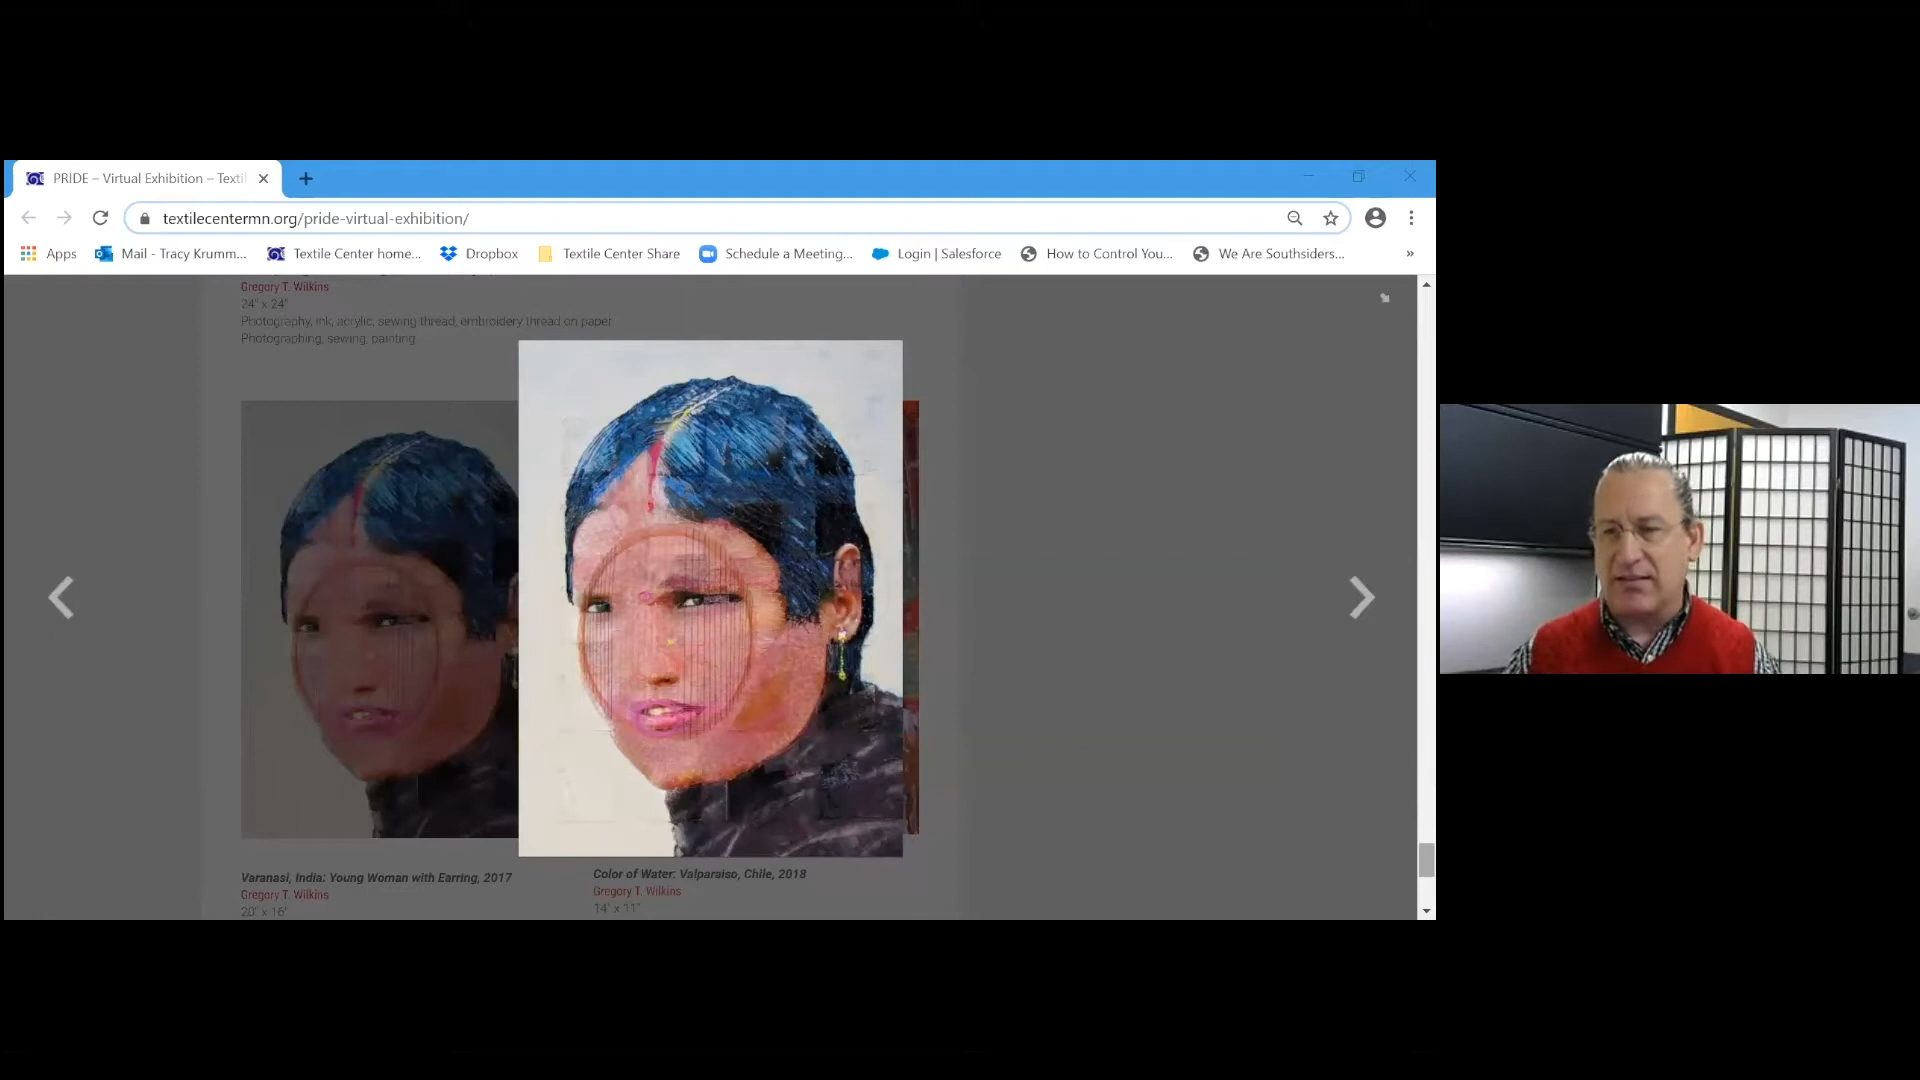 PRIDE – Virtual Exhibition – Texti
textilecentermn.org/pride-virtual-exhibition/
Apps
Mail - Tracy Krumm...
Textile Center home...
Dropbox
Textile Center Share
Schedule a Meeting...
Login | Salesforce
How to Control You...
We Are Southsiders...
»
Gregory T. Wilkins
24" x 24"
Photography, ink, acrylic, sewing thread, embroidery thread on paper
Photographing, sewing, painting
Varanasi, India: Young Woman with Earring, 2017
Gregory T. Wilkins
20" x 16"
Color of Water: Valparaiso, Chile, 2018
Gregory T. Wilkins
14" x 11"